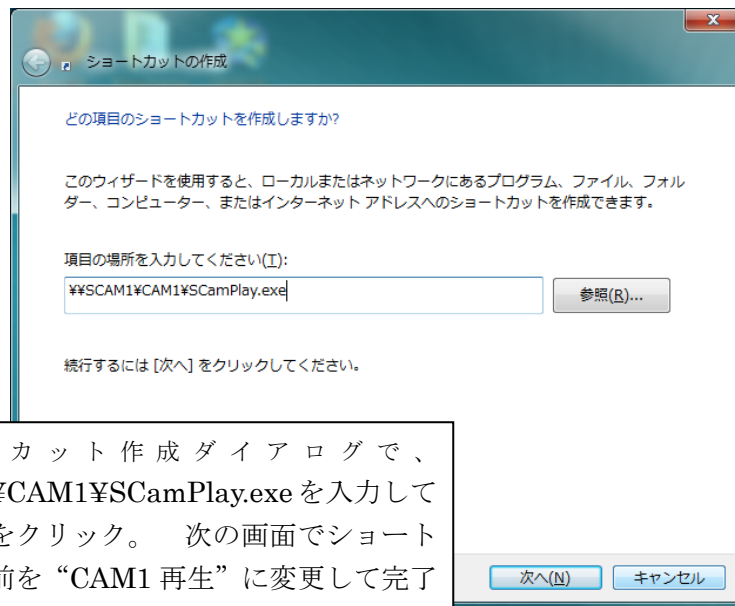 ショートカットの作成
どの項目のショートカットを作成しますか?
このウィザードを使用すると、ローカルまたはネットワークにあるプログラム、ファイル、フォル
ダー、コンピューター、またはインターネット アドレスへのショートカットを作成できます。
項目の場所を入力してください(T):
¥¥SCAM1¥CAM1¥SCamPlay.exe
参照(R)...
続行するには [次へ] をクリックしてください。
カット作成ダイアログで、
¥CAM1¥SCamPlay.exe を入力して
をクリック。 次の画面でショート
前を“CAM1 再生”に変更して完了
次へ(N)
キャンセル